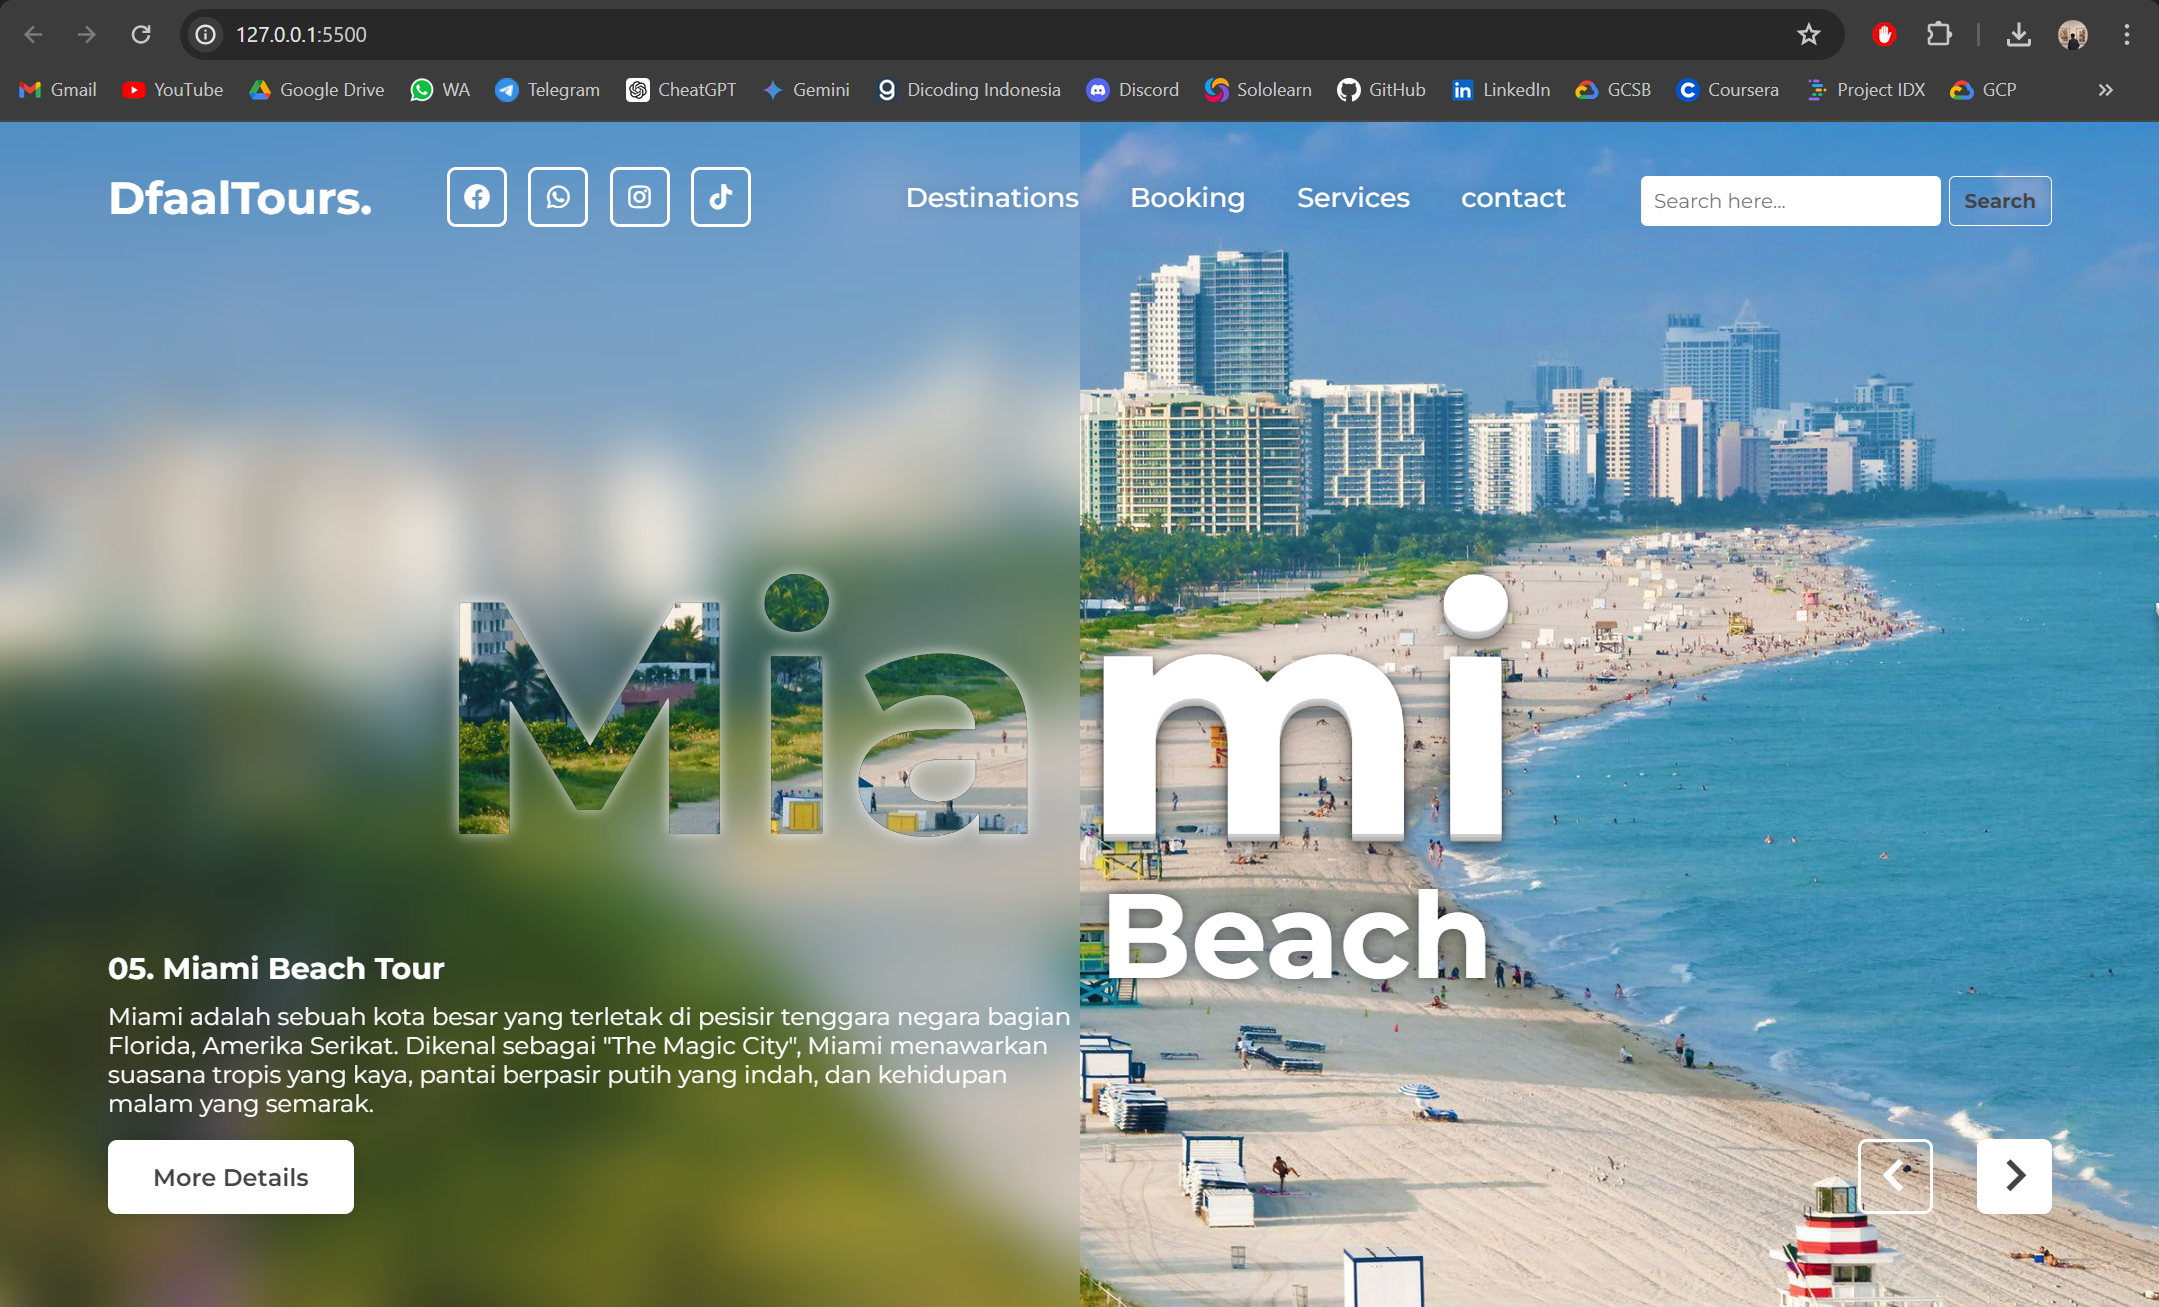 127.0.0.1:5500
Gmail YouTube Google Drive WA Telegram CheatGPT Gemini Dicoding Indonesia Discord Sololearn GitHub LinkedIn GCSB Coursera Project IDX GCP
DfaalTours. Destinations Booking Services contact Search here... Search
Miami
Beach
05. Miami Beach Tour
Miami adalah sebuah kota besar yang terletak di pesisir tenggara negara bagian
Florida, Amerika Serikat. Dikenal sebagai "The Magic City", Miami menawarkan
suasana tropis yang kaya, pantai berpasir putih yang indah, dan kehidupan
malam yang semarak.
More Details